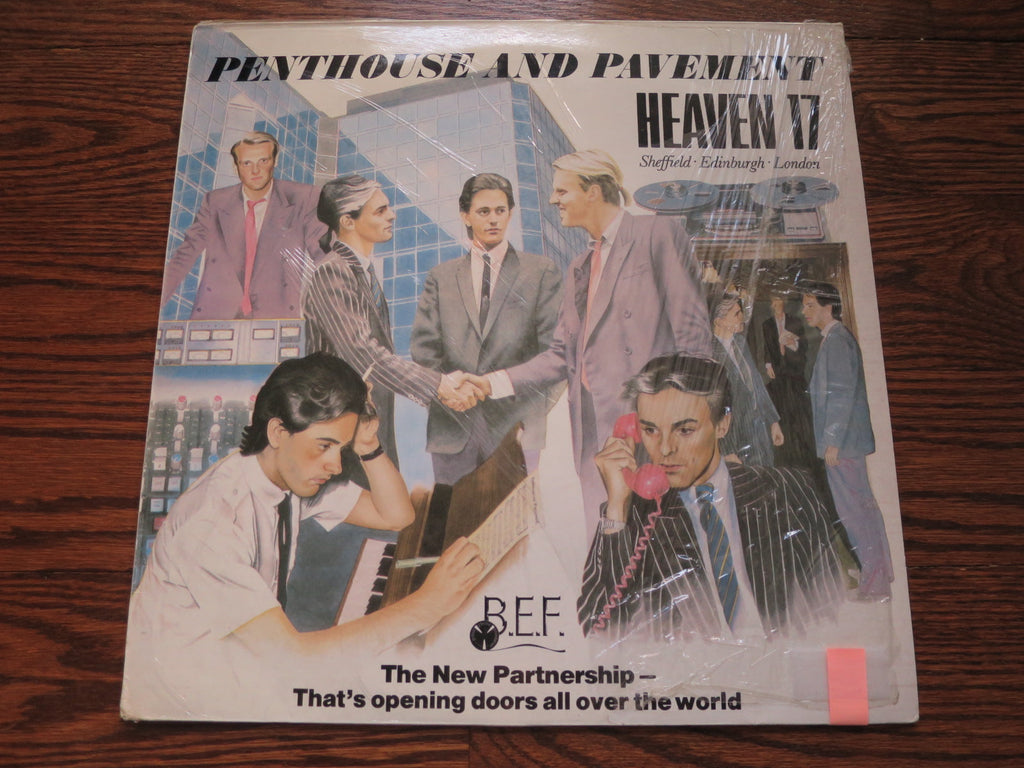 PENTHOUSE AND PAVEMENT
HEAVEN 17
Sheffield · Edinburgh · London
B.E.F.
The New Partnership –
That's opening doors all over the world